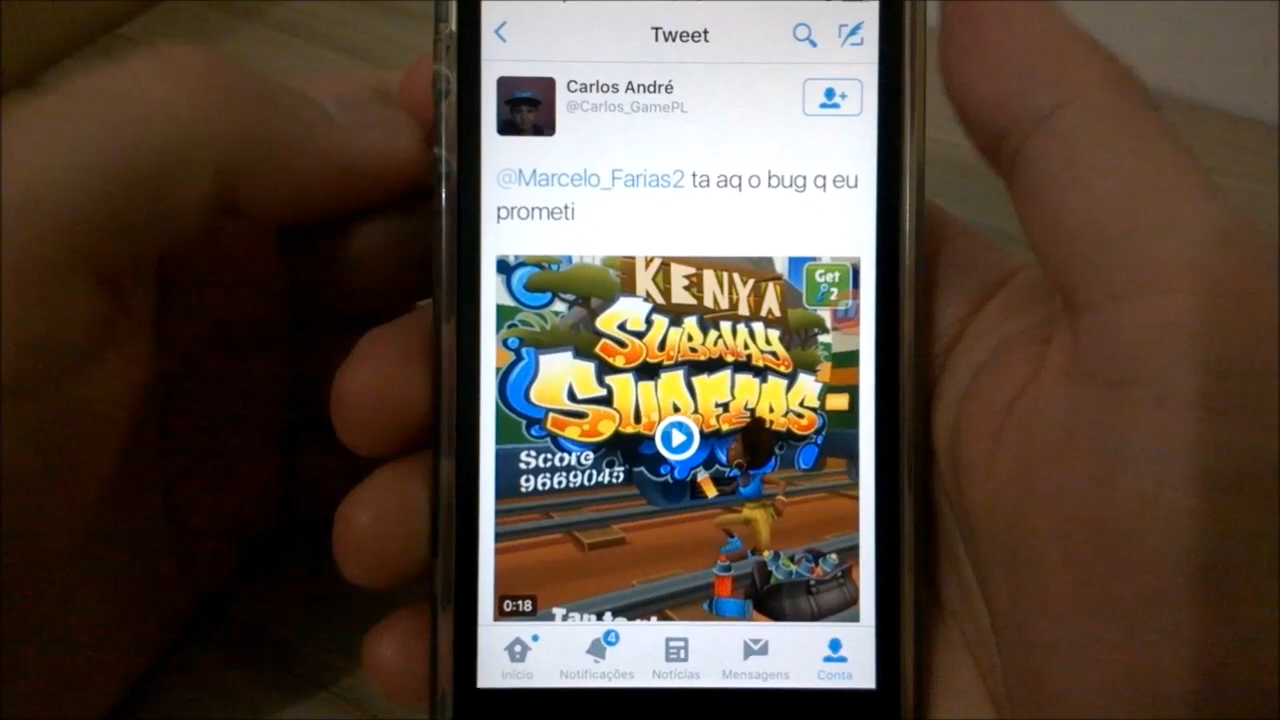 Tweet
Carlos André
@Carlos_GamePL
@Marcelo_Farias2 ta aq o bug q eu
prometi
KENYA
Get
2
SUBWAY
SURFERS
Score
9669045
0:18
4
Início
Notificações
Notícias
Mensagens
Conta